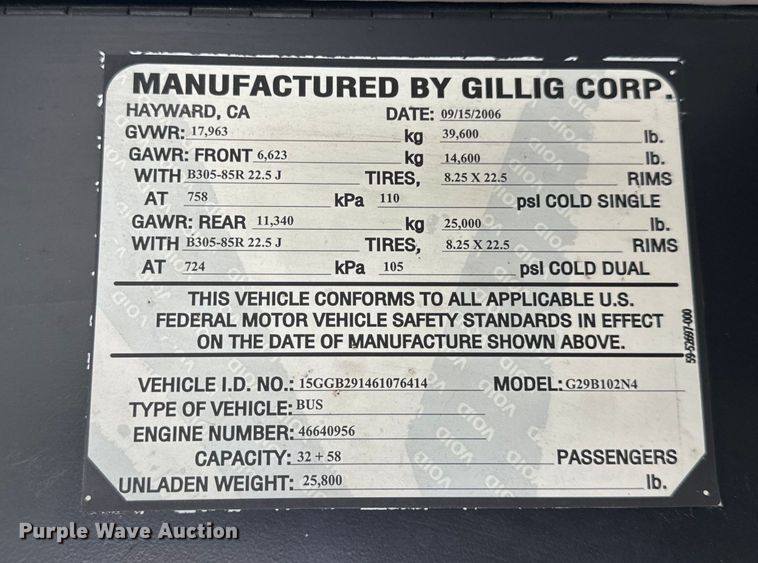 MANUFACTURED BY GILLIG CORP.
HAYWARD, CA DATE: 09/15/2006
GVWR: 17,963 kg 39,600 lb.
GAWR: FRONT 6,623 kg 14,600 lb.
WITH B305-85R 22.5 J TIRES, 8.25 X 22.5 RIMS
AT 758 kPa 110 psI COLD SINGLE
GAWR: REAR 11,340 kg 25,000 lb.
WITH B305-85R 22.5 J TIRES, 8.25 X 22.5 RIMS
AT 724 kPa 105 psI COLD DUAL
THIS VEHICLE CONFORMS TO ALL APPLICABLE U.S.
FEDERAL MOTOR VEHICLE SAFETY STANDARDS IN EFFECT
ON THE DATE OF MANUFACTURE SHOWN ABOVE.
59-53697-000
VEHICLE I.D. NO.: 15GGB291461076414 MODEL: G29B102N4
TYPE OF VEHICLE: BUS
ENGINE NUMBER: 46640956
CAPACITY: 32 + 58 PASSENGERS
UNLADEN WEIGHT: 25,800 lb.
Purple Wave Auction